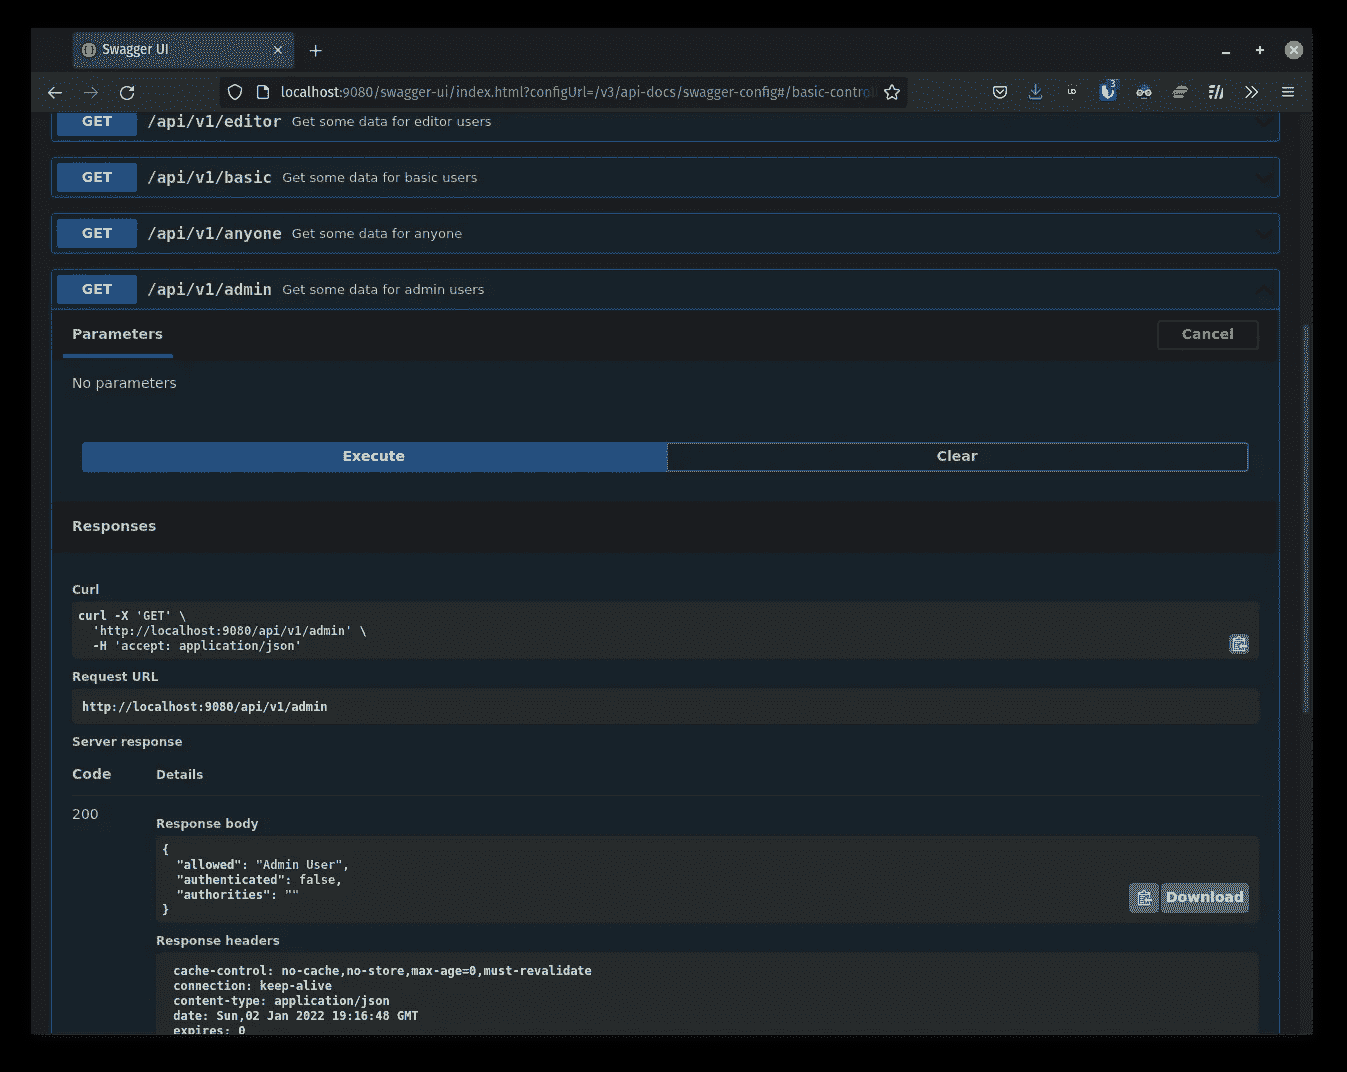 Swagger UI
localhost:9080/swagger-ui/index.html?configUrl=/v3/api-docs/swagger-config#/basic-control
3
GET /api/v1/editor Get some data for editor users
GET /api/v1/basic Get some data for basic users
GET /api/v1/anyone Get some data for anyone
GET /api/v1/admin Get some data for admin users
Parameters
Cancel
No parameters
Execute
Clear
Responses
Curl
curl -X 'GET' \
'http://localhost:9080/api/v1/admin' \
-H 'accept: application/json'
Request URL
http://localhost:9080/api/v1/admin
Server response
Code Details
200
Response body
{
"allowed": "Admin User",
"authenticated": false,
"authorities": ""
}
Download
Response headers
cache-control: no-cache,no-store,max-age=0,must-revalidate
connection: keep-alive
content-type: application/json
date: Sun,02 Jan 2022 19:16:48 GMT
expires: 0